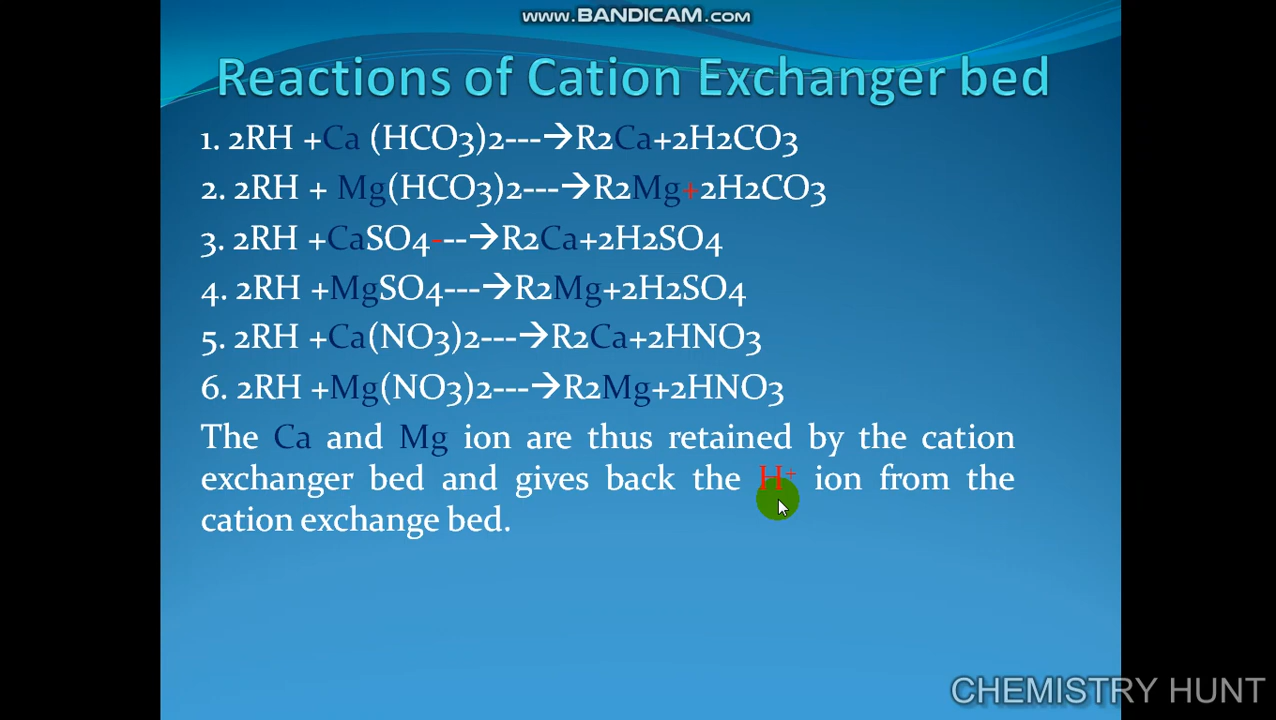 www.BANDICAM.com
Reactions of Cation Exchanger bed
1. 2RH +Ca (HCO3)2---→R2Ca+2H2CO3
2. 2RH + Mg(HCO3)2---→R2Mg+2H2CO3
3. 2RH +CaSO4---→R2Ca+2H2SO4
4. 2RH +MgSO4---→R2Mg+2H2SO4
5. 2RH +Ca(NO3)2---→R2Ca+2HNO3
6. 2RH +Mg(NO3)2---→R2Mg+2HNO3
The Ca and Mg ion are thus retained by the cation
exchanger bed and gives back the H⁺ ion from the
cation exchange bed.
CHEMISTRY HUNT